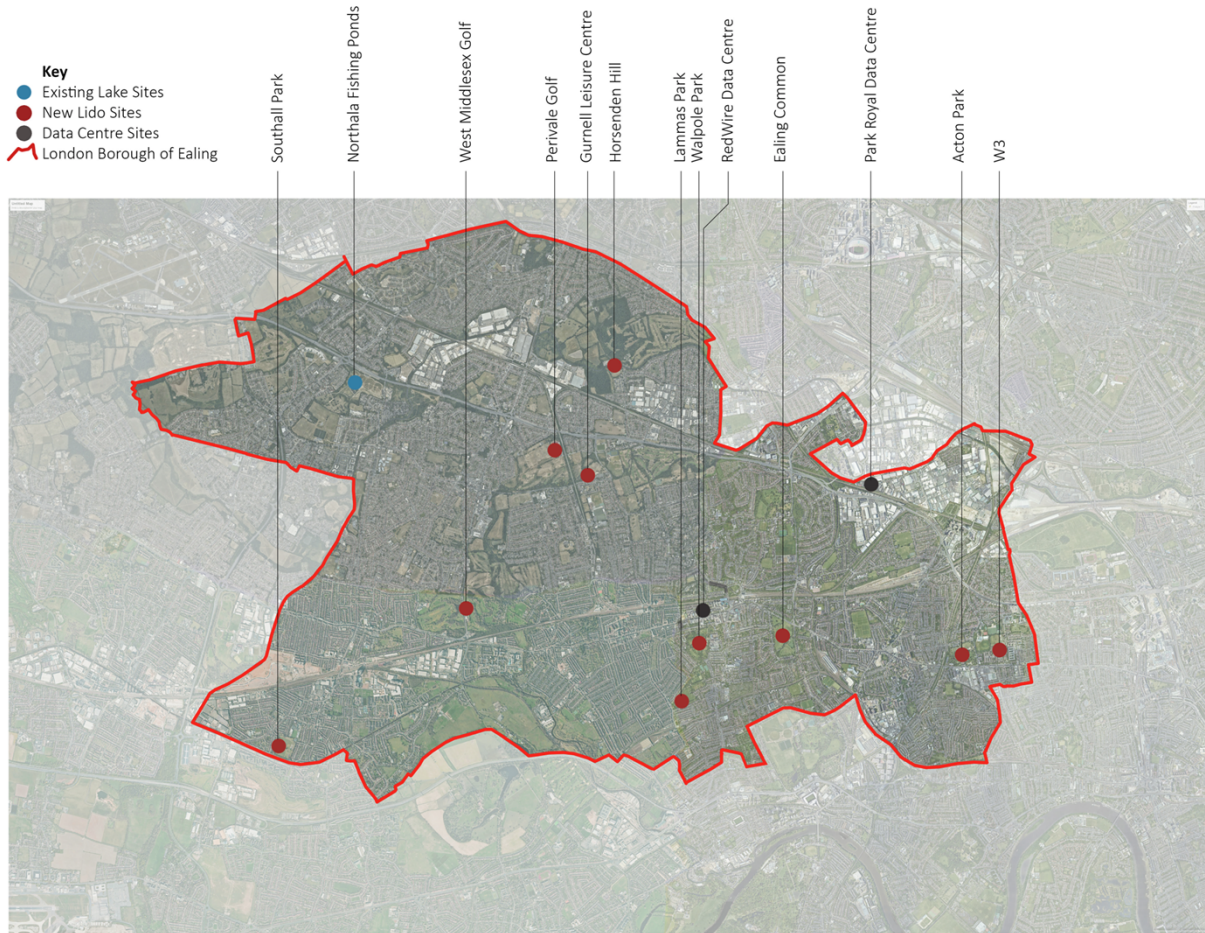 Key
Existing Lake Sites
New Lido Sites
Data Centre Sites
London Borough of Ealing
Southall Park
Northala Fishing Ponds
West Middlesex Golf
Perivale Golf
Gurnell Leisure Centre
Horsenden Hill
Lammas Park
Walpole Park
RedWire Data Centre
Ealing Common
Park Royal Data Centre
Acton Park
W3